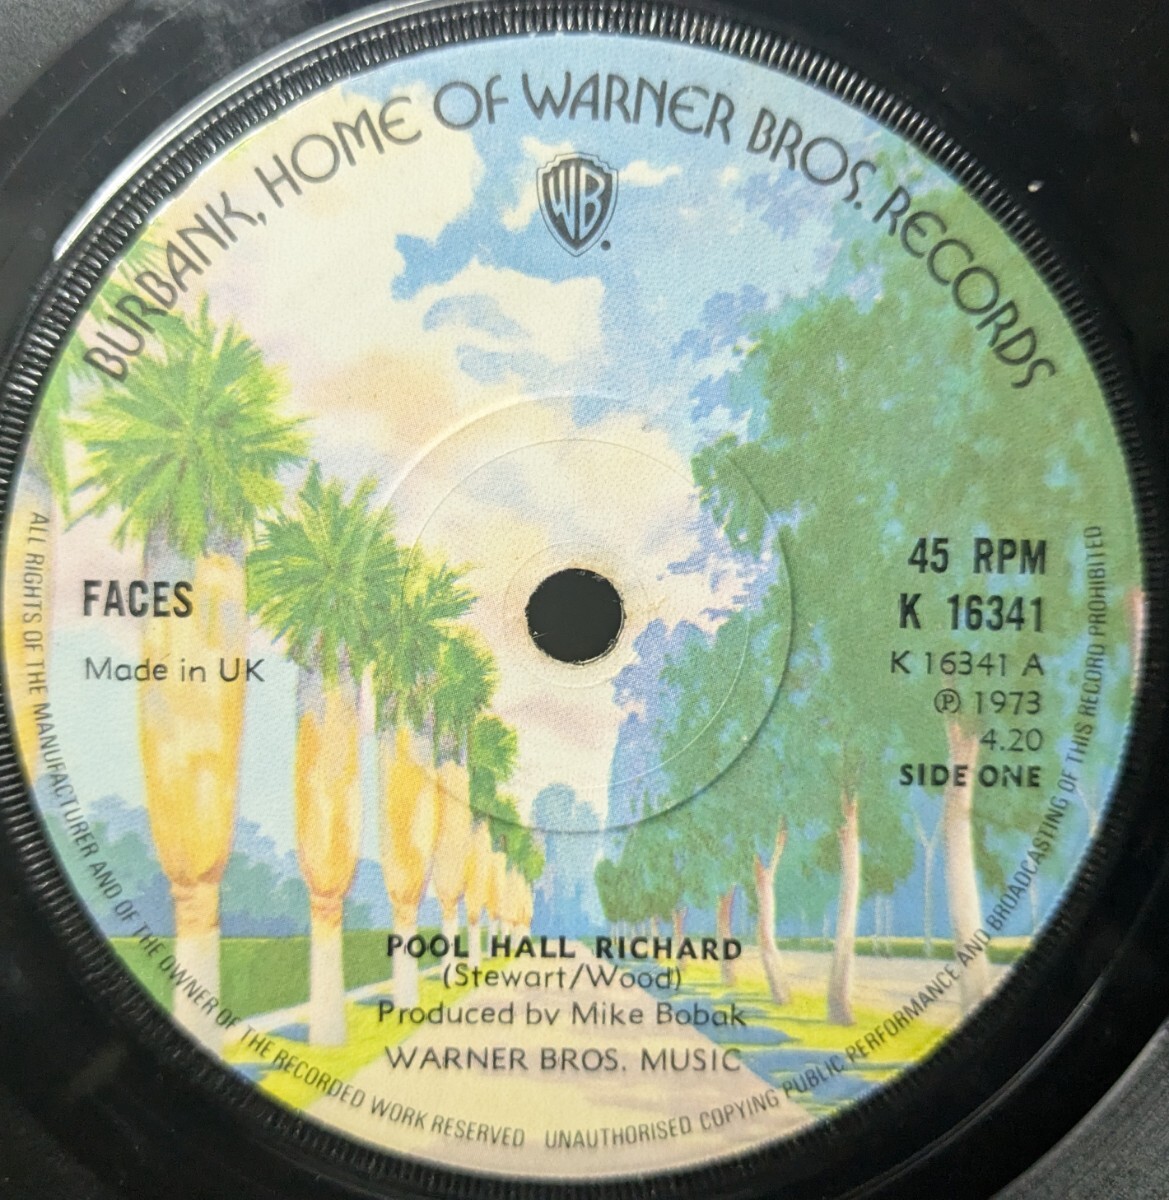 BURBANK, HOME OF WARNER BROS. RECORDS
WB
FACES
Made in UK
45 RPM
K 16341
K 16341 A
℗ 1973
4.20
SIDE ONE
POOL HALL RICHARD
(Stewart/Wood)
Produced by Mike Bobak
WARNER BROS. MUSIC
ALL RIGHTS OF THE MANUFACTURER AND OF THE OWNER OF THE RECORDED WORK RESERVED UNAUTHORISED COPYING PUBLIC PERFORMANCE AND BROADCASTING OF THIS RECORD PROHIBITED